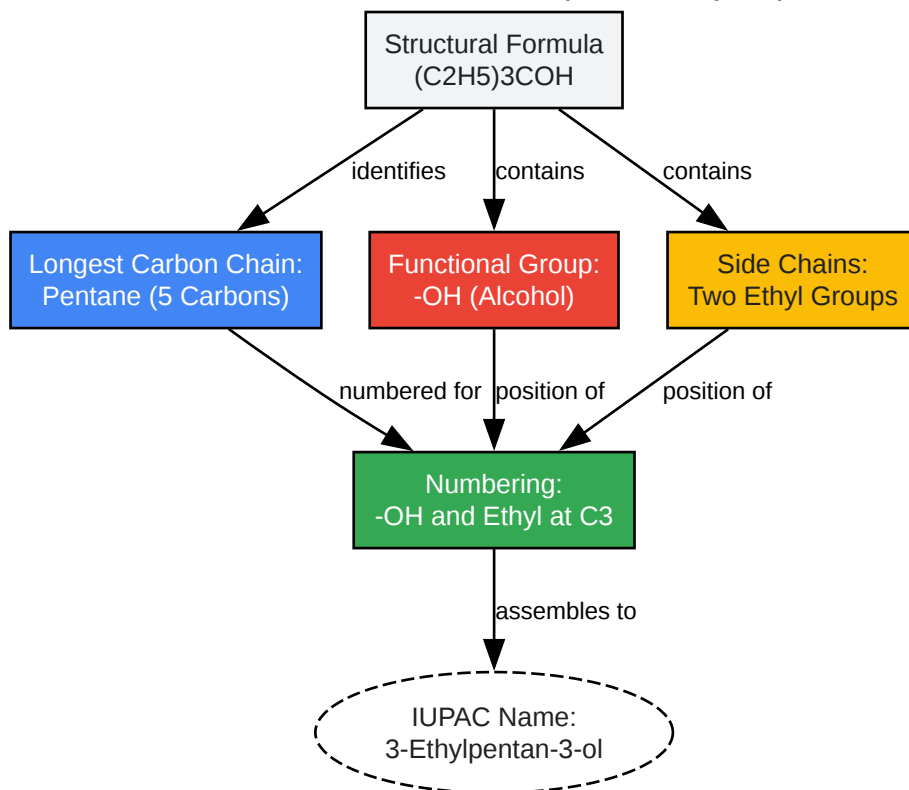 Structural Formula
(C2H5)3COH
identifies
contains
contains
Longest Carbon Chain:
Pentane (5 Carbons)
Functional Group:
-OH (Alcohol)
Side Chains:
Two Ethyl Groups
numbered for
position of
position of
Numbering:
-OH and Ethyl at C3
assembles to
IUPAC Name:
3-Ethylpentan-3-ol